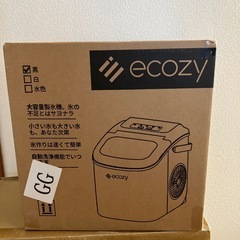 黒
白
水色
ecozy
大容量製氷機、氷の
不足とはサヨナラ
小さい氷も大きい氷
も、あなた次第
氷作りは速くて簡単
自動洗浄機能でいつ
GG
ecozy